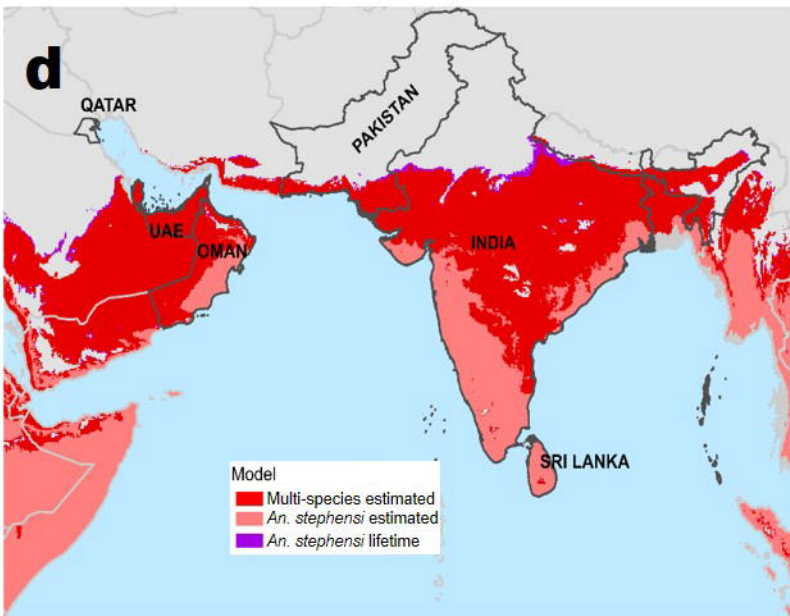 d
QATAR
PAKISTAN
UAE
OMAN
INDIA
SRI LANKA
Model
Multi-species estimated
An. stephensi estimated
An. stephensi lifetime